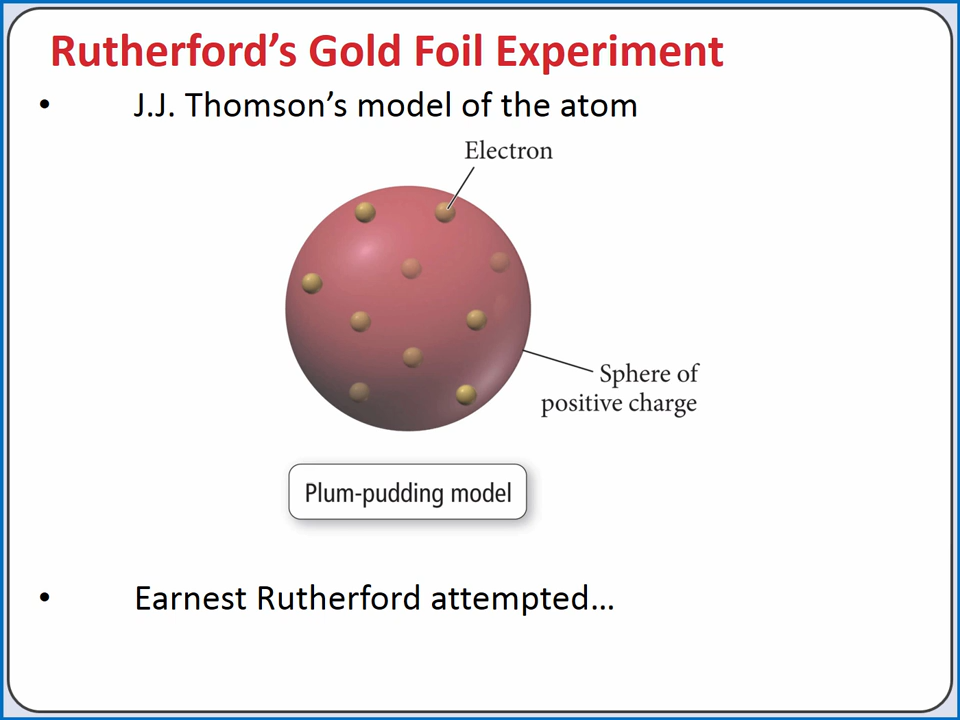 Rutherford’s Gold Foil Experiment
• J.J. Thomson’s model of the atom
Electron
Sphere of
positive charge
Plum-pudding model
• Earnest Rutherford attempted…